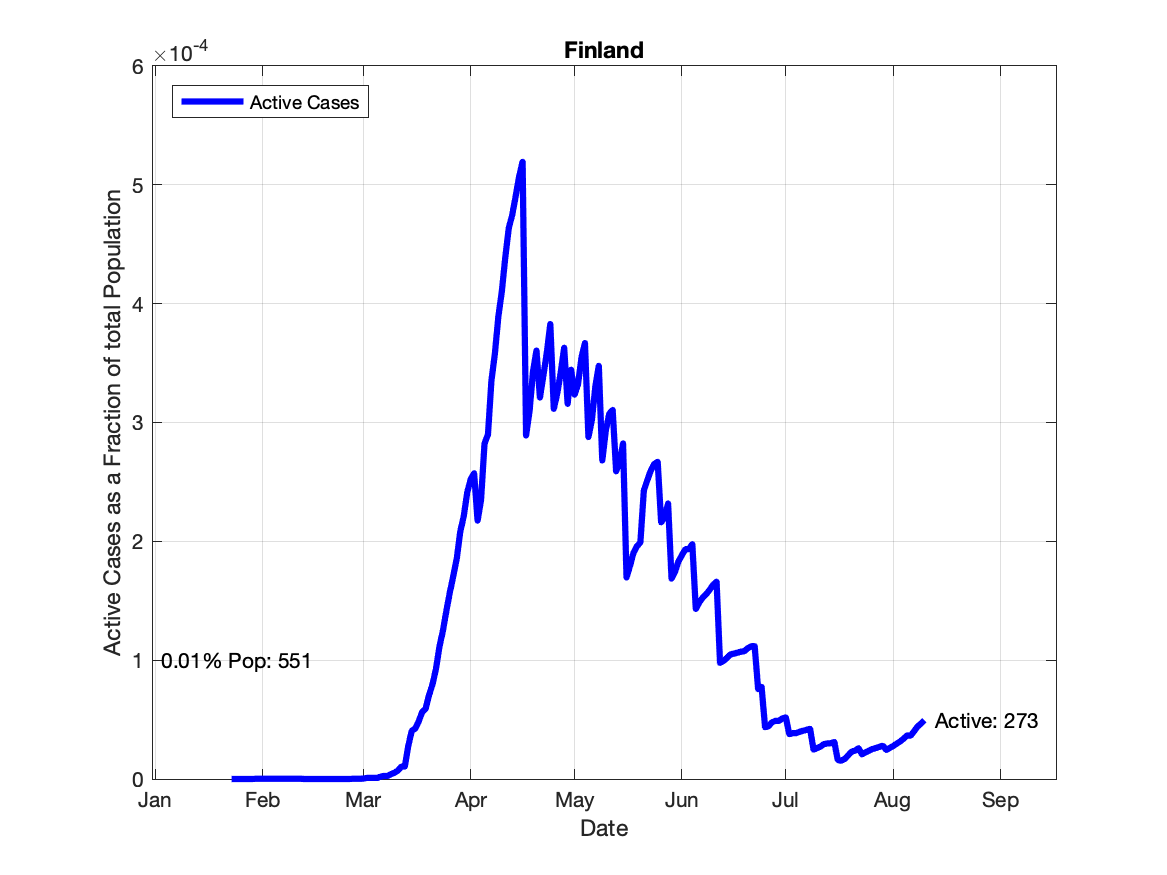 Finland
×10-4
Active Cases
6
5
4
3
2
1
0
Active Cases as a Fraction of total Population
0.01% Pop: 551
Active: 273
Jan Feb Mar Apr May Jun Jul Aug Sep
Date